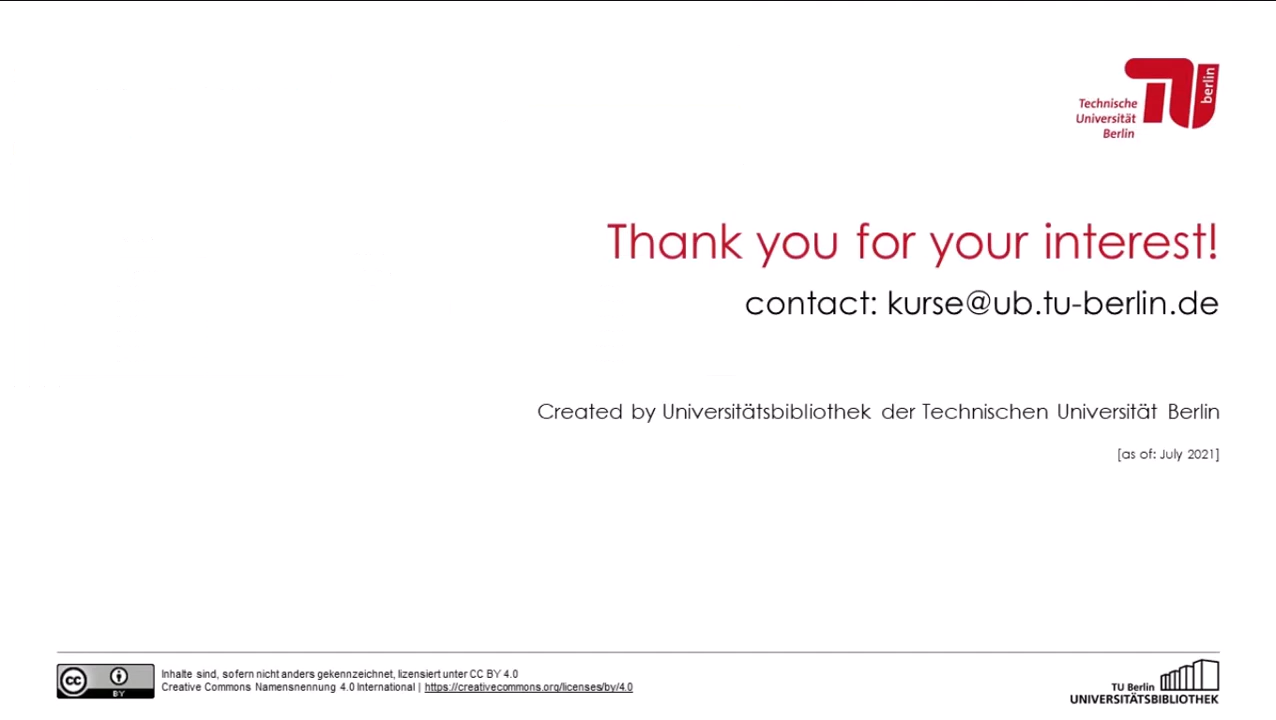 berlin
Technische
Universität
Berlin
Thank you for your interest!
contact: kurse@ub.tu-berlin.de
Created by Universitätsbibliothek der Technischen Universität Berlin
[as of: July 2021]
cc BY
Inhalte sind, sofern nicht anders gekennzeichnet, lizensiert unter CC BY 4.0
Creative Commons Namensnennung 4.0 International | https://creativecommons.org/licenses/by/4.0
TU Berlin
UNIVERSITÄTSBIBLIOTHEK